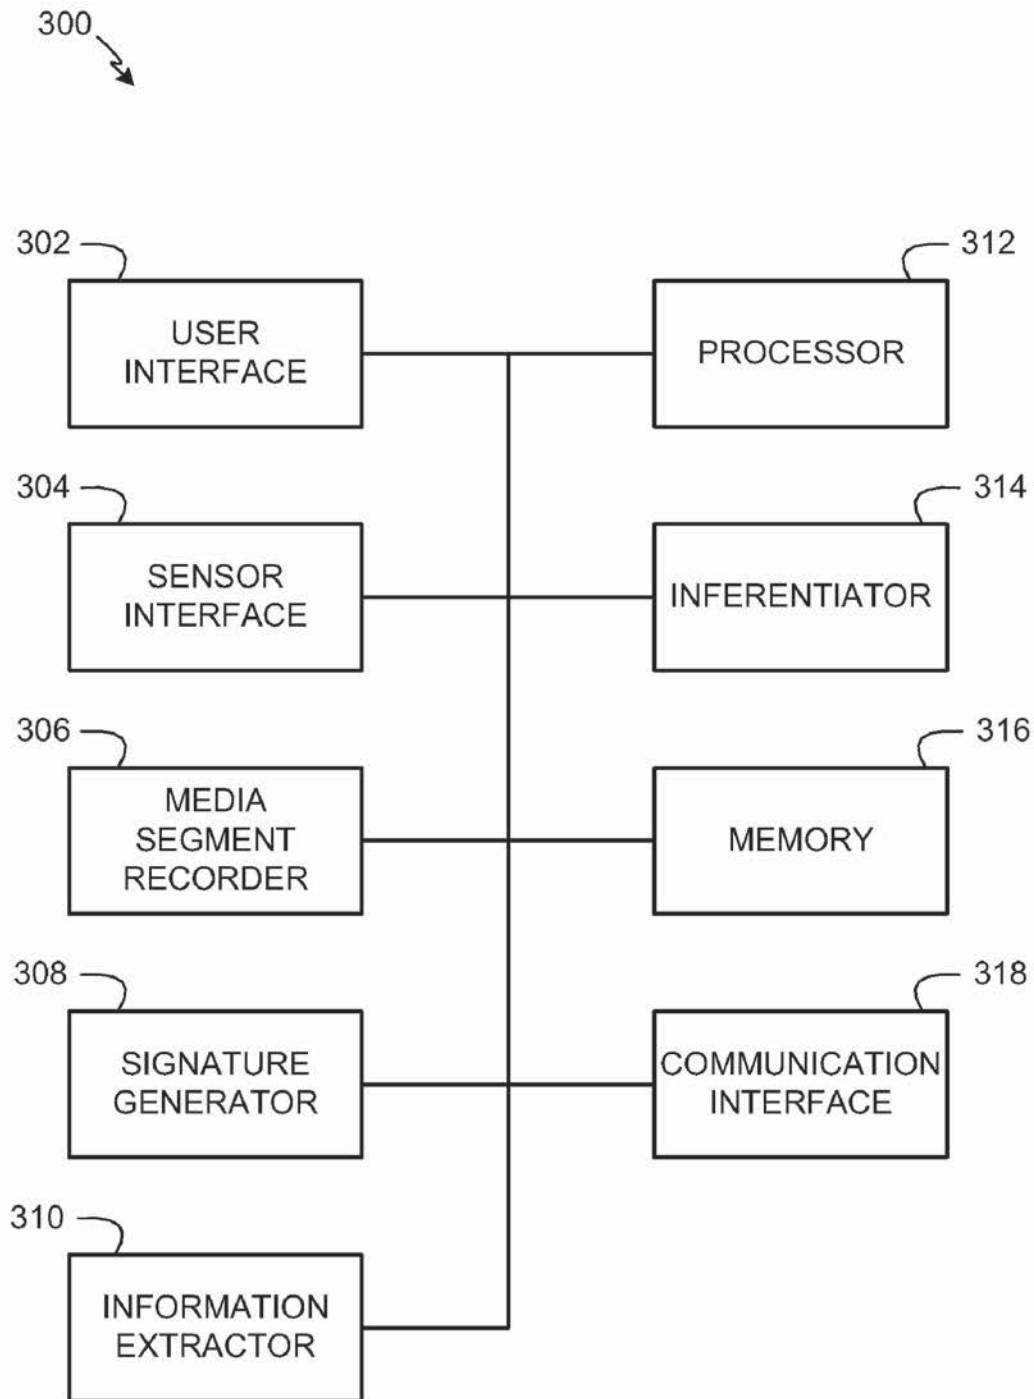 300
302
USER
INTERFACE
312
PROCESSOR
304
SENSOR
INTERFACE
314
INFERENTIATOR
306
MEDIA
SEGMENT
RECORDER
316
MEMORY
308
SIGNATURE
GENERATOR
318
COMMUNICATION
INTERFACE
310
INFORMATION
EXTRACTOR